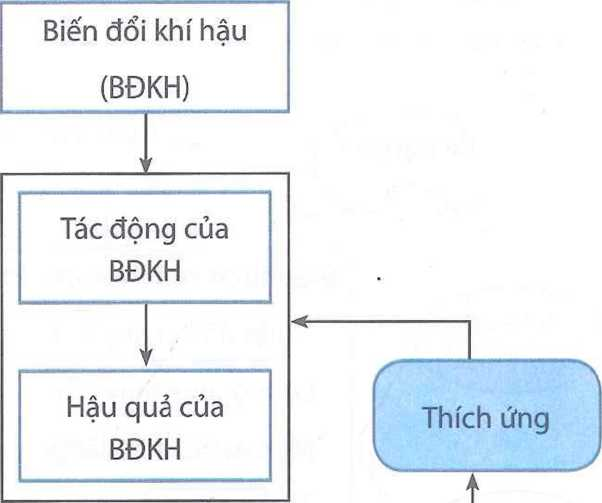 Biến đổi khí hậu
(BĐKH)
Tác động của
BĐKH
Hậu quả của
BĐKH
Thích ứng